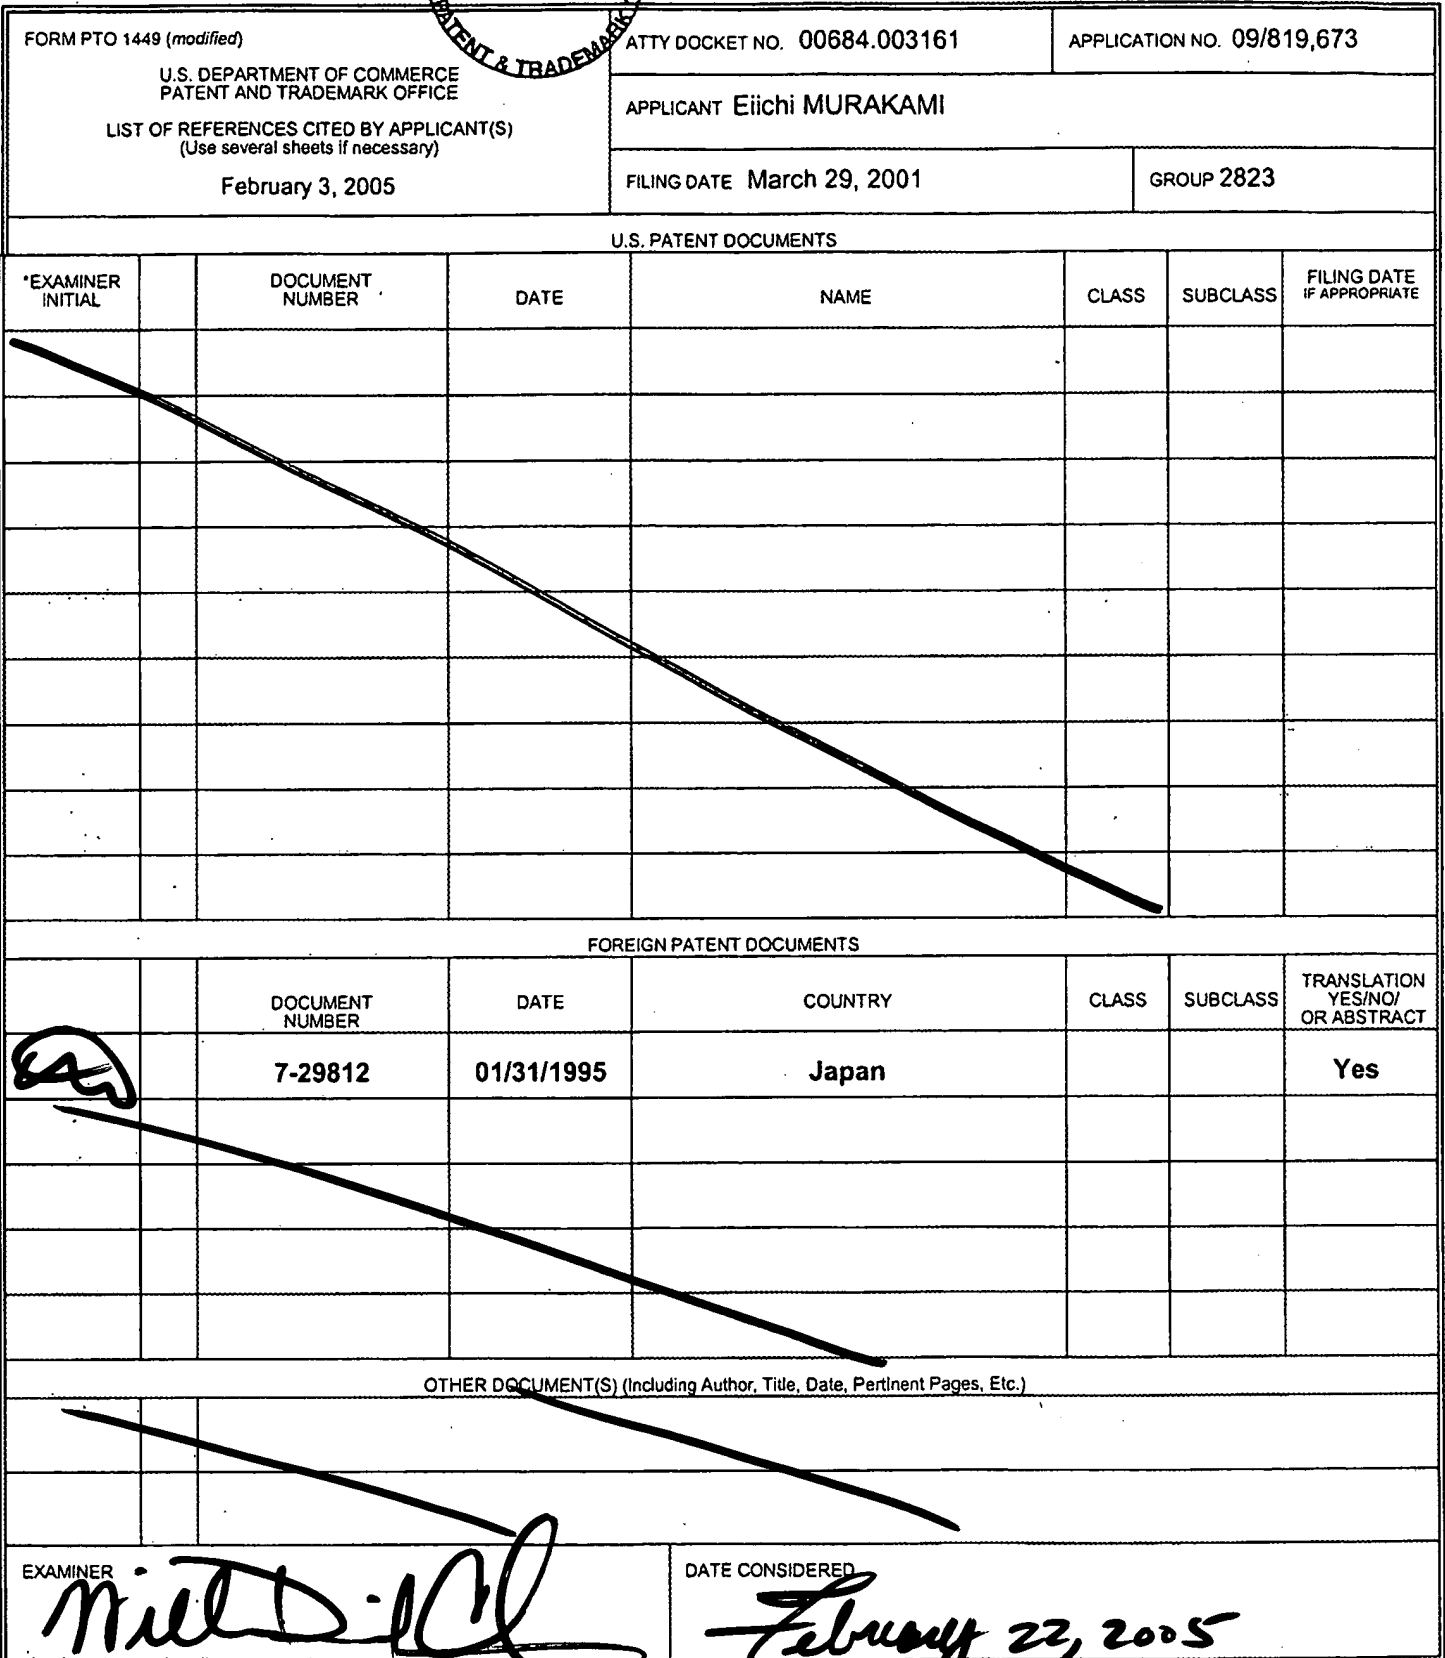 PATENT & TRADEMARK
FORM PTO 1449 (modified)
U.S. DEPARTMENT OF COMMERCE
PATENT AND TRADEMARK OFFICE
LIST OF REFERENCES CITED BY APPLICANT(S)
(Use several sheets if necessary)
February 3, 2005
ATTY DOCKET NO. 00684.003161
APPLICATION NO. 09/819,673
APPLICANT Eiichi MURAKAMI
FILING DATE March 29, 2001
GROUP 2823
U.S. PATENT DOCUMENTS
*EXAMINER
INITIAL
DOCUMENT
NUMBER
DATE
NAME
CLASS
SUBCLASS
FILING DATE
IF APPROPRIATE
FOREIGN PATENT DOCUMENTS
DOCUMENT
NUMBER
DATE
COUNTRY
CLASS
SUBCLASS
TRANSLATION
YES/NO/
OR ABSTRACT
7-29812
01/31/1995
Japan
Yes
OTHER DOCUMENT(S) (Including Author, Title, Date, Pertinent Pages, Etc.)
EXAMINER
DATE CONSIDERED
February 22, 2005